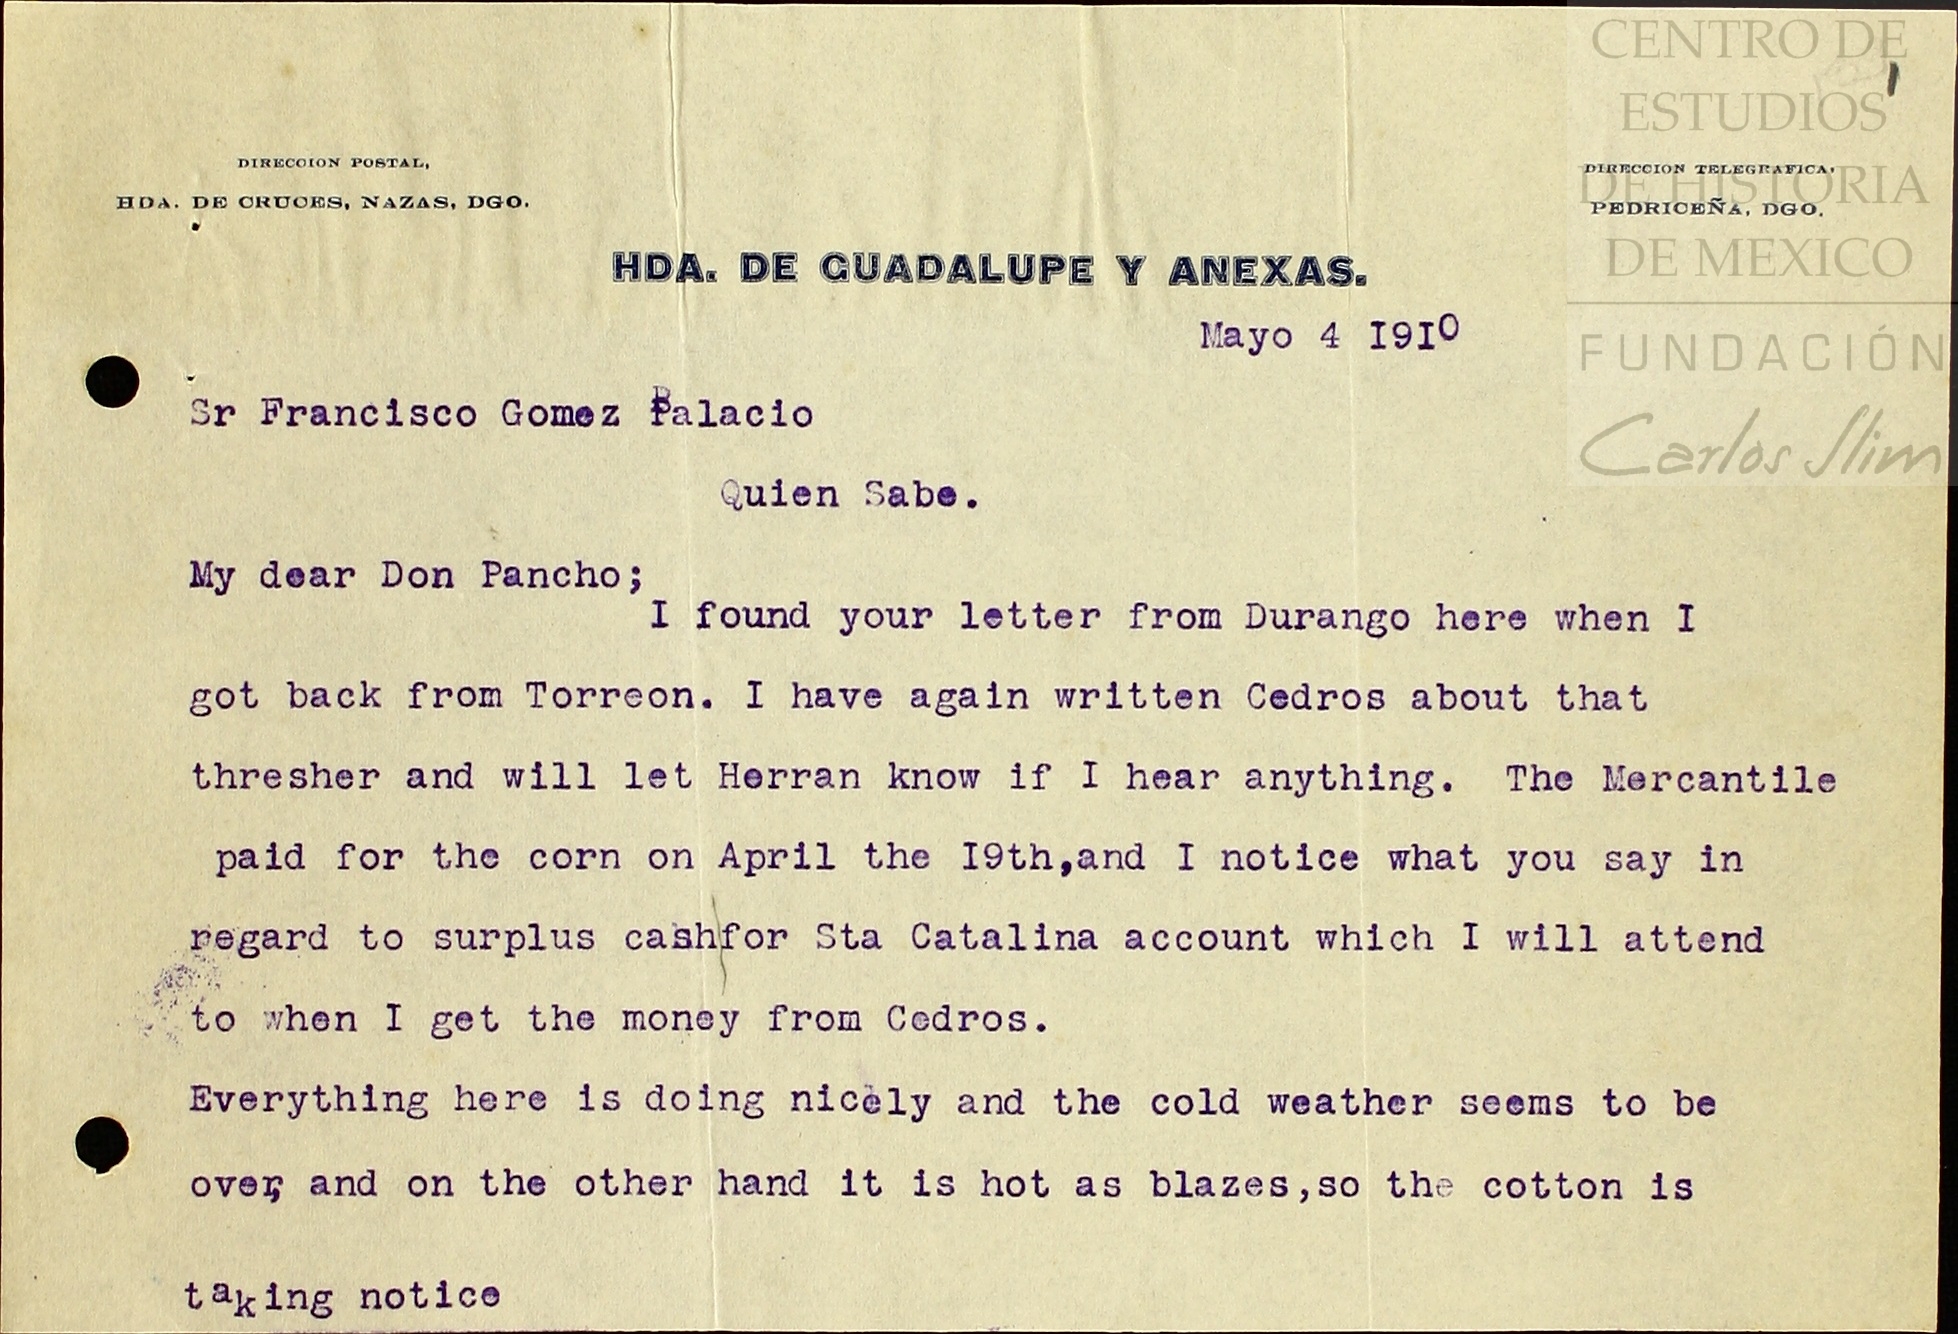 CENTRO DE
ESTUDIOS
DE HISTORIA
DE MEXICO
FUNDACIÓN
Carlos Slim
DIRECCION POSTAL,
HDA. DE CRUCES, NAZAS, DGO.
DIRECCION TELEGRAFICA,
PEDRICEÑA, DGO.
HDA. DE GUADALUPE Y ANEXAS.
Mayo 4 I9I0
Sr Francisco Gomez Palacio
Quien Sabe.
My dear Don Pancho;
I found your letter from Durango here when I
got back from Torreon. I have again written Cedros about that
thresher and will let Herran know if I hear anything. The Mercantile
paid for the corn on April the I9th,and I notice what you say in
regard to surplus cash/for Sta Catalina account which I will attend
to when I get the money from Cedros.
Everything here is doing nicely and the cold weather seems to be
over, and on the other hand it is hot as blazes,so the cotton is
taking notice